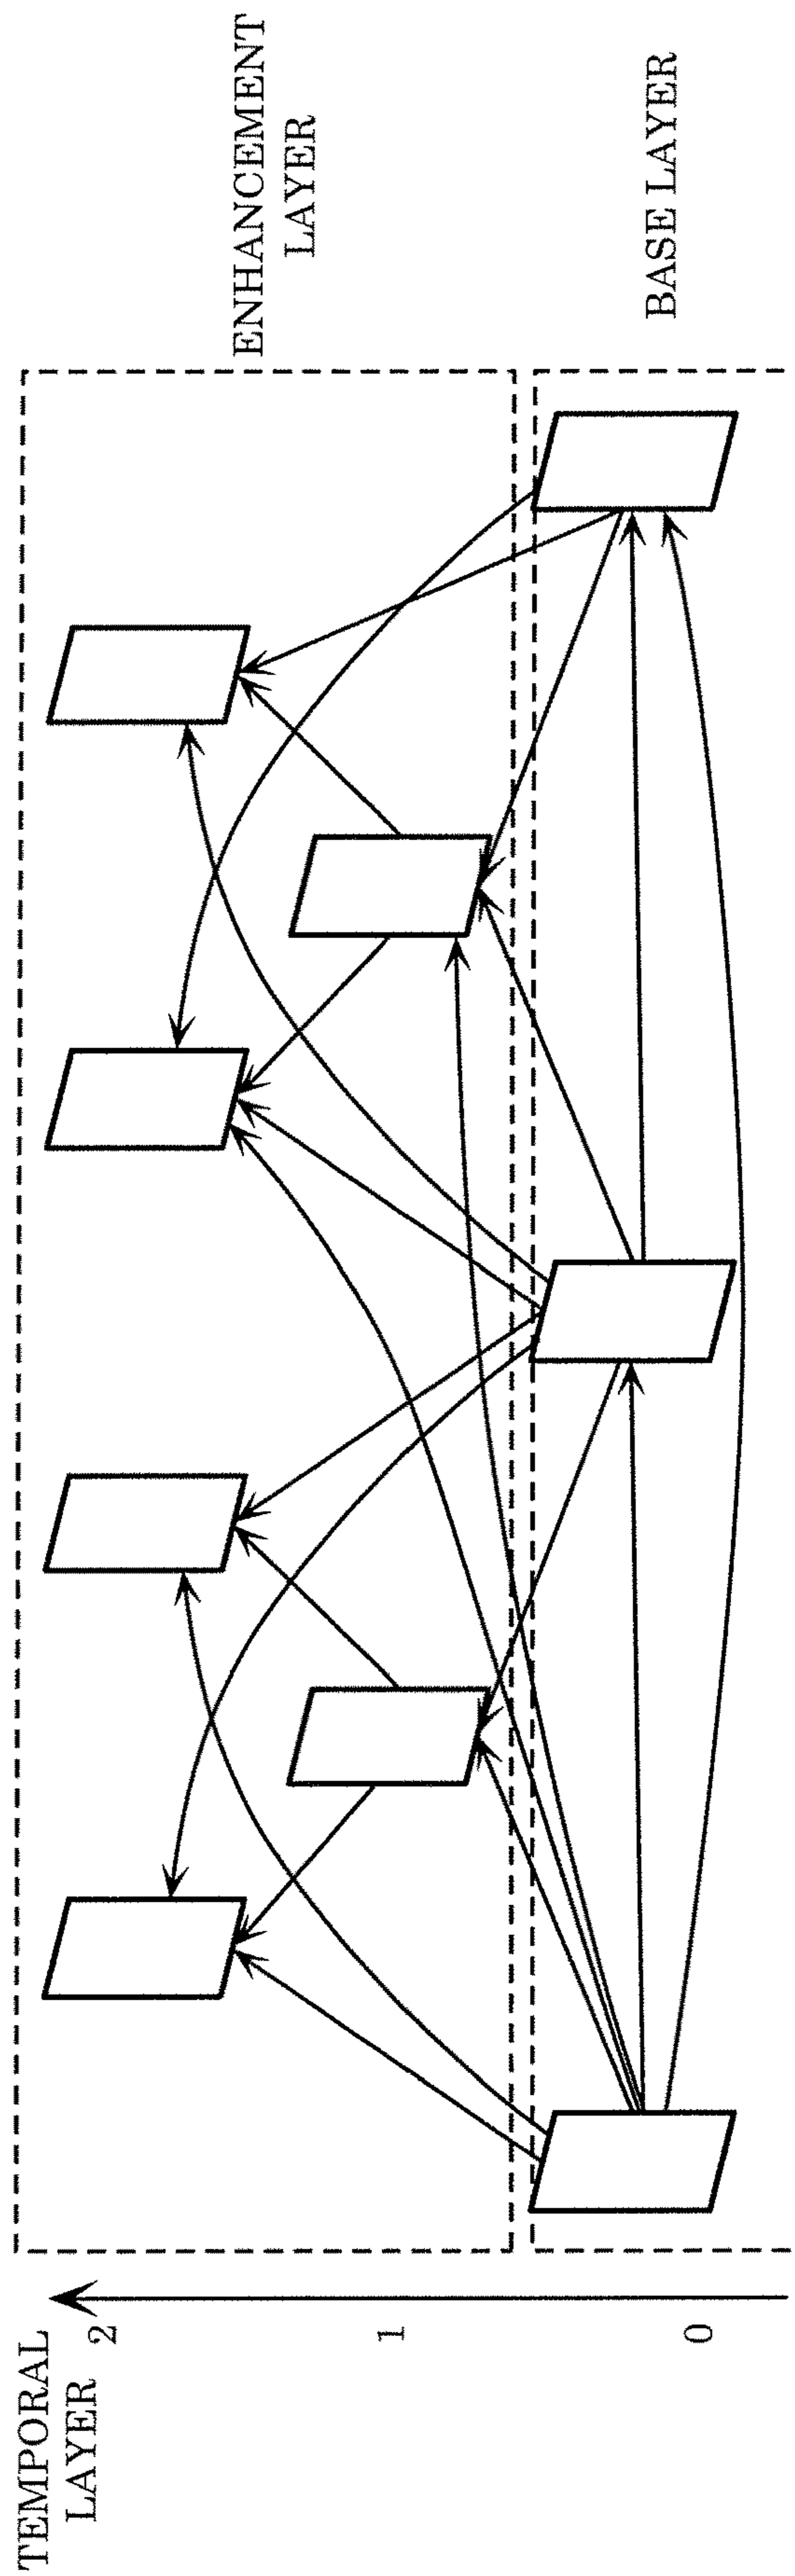 TEMPORAL
LAYER
2
1
0
ENHANCEMENT
LAYER
BASE LAYER